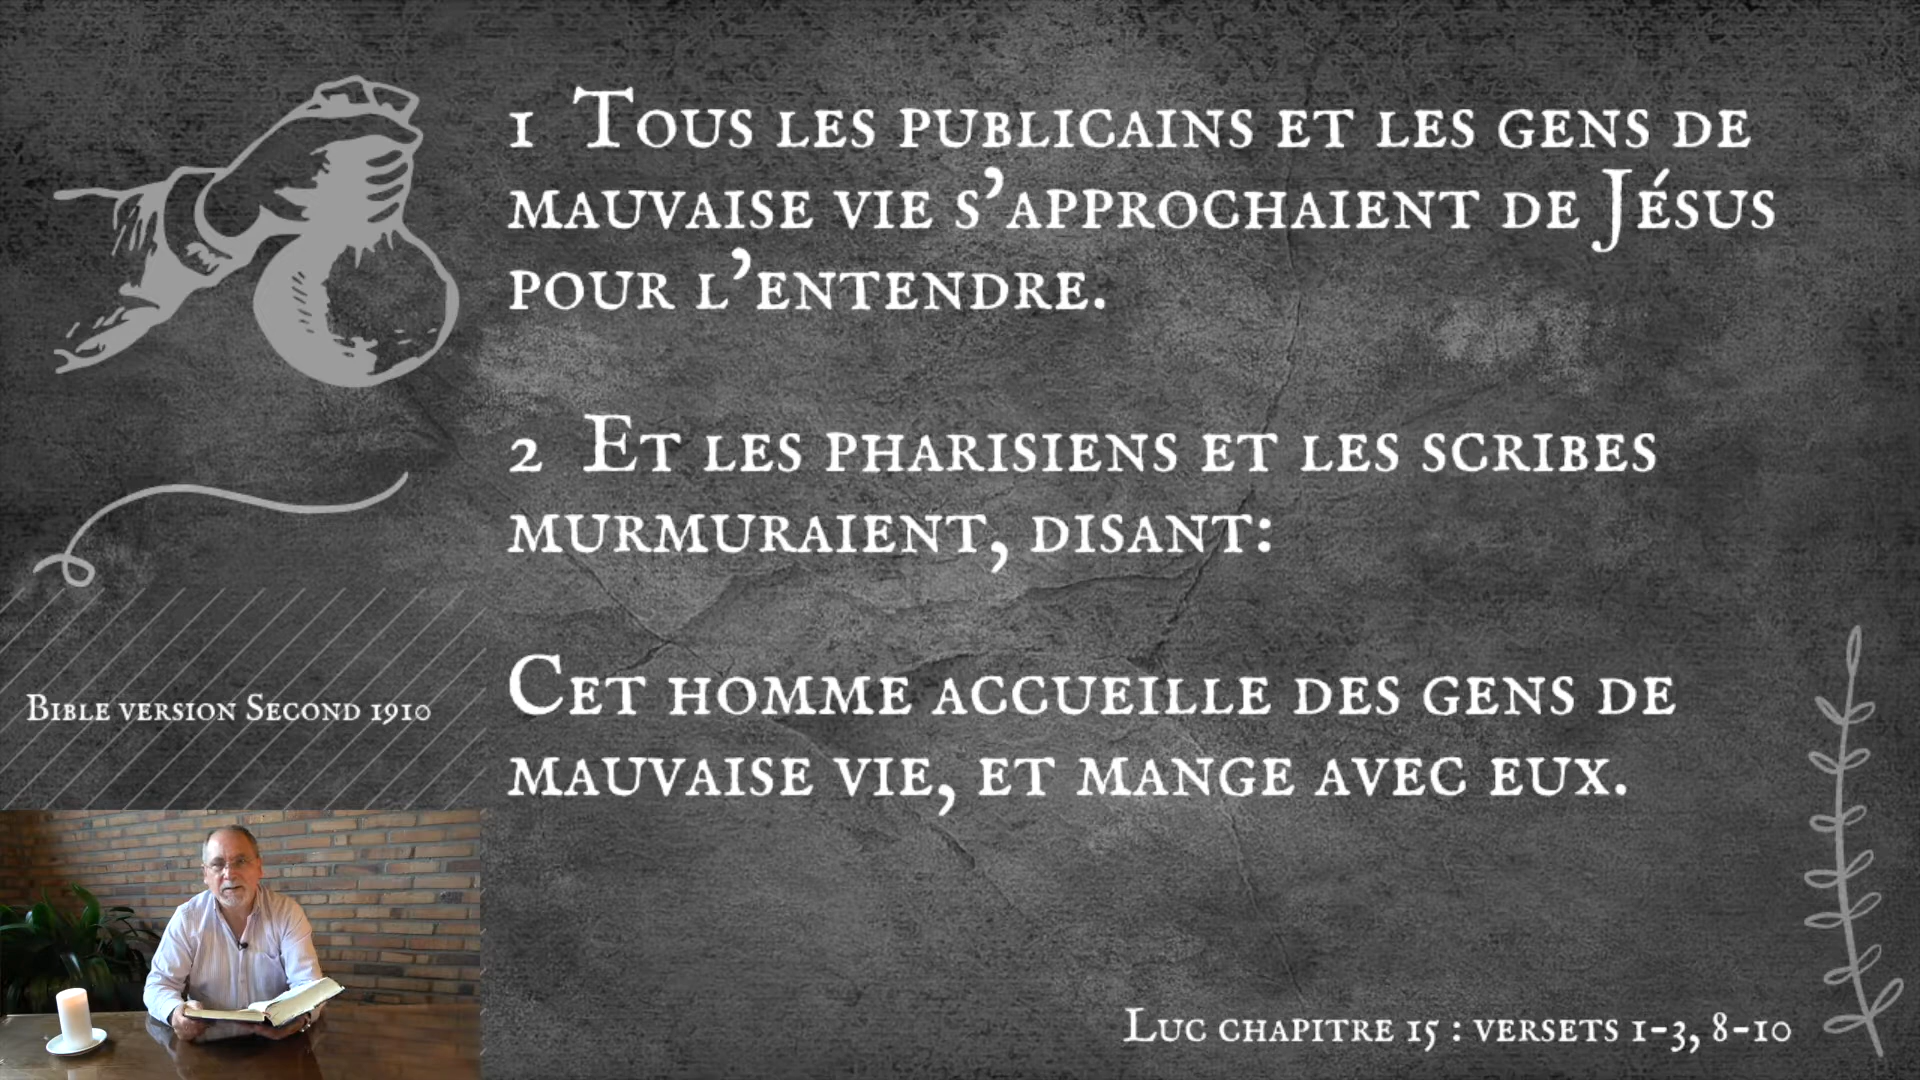 1 Tous les publicains et les gens de
mauvaise vie s'approchaient de Jésus
pour l'entendre.
2 Et les pharisiens et les scribes
murmuraient, disant:
Cet homme accueille des gens de
mauvaise vie, et mange avec eux.
Bible version Second 1910
Luc chapitre 15 : versets 1-3, 8-10